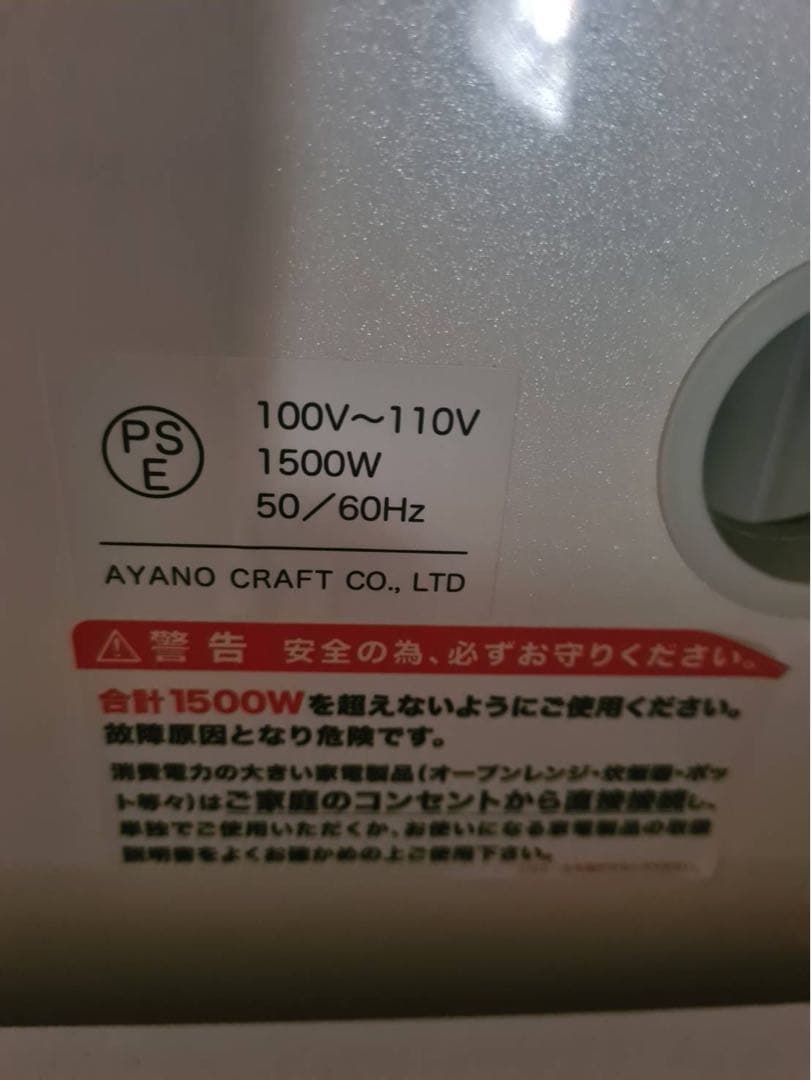 PS
E
100V～110V
1500W
50／60Hz
AYANO CRAFT CO., LTD
警告 安全の為、必ずお守りください。
合計1500Wを超えないようにご使用ください。
故障原因となり危険です。
消費電力の大きい家電製品(オーブンレンジ・炊飯器・ポッ
ト等々)はご家庭のコンセントから直接接続し、
単独でご使用いただくか、お使いになる家電製品の取扱
説明書をよくお確かめの上ご使用下さい。